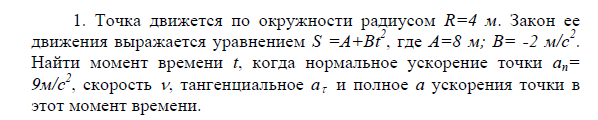 1. Точка движется по окружности радиусом R=4 м. Закон ее
движения выражается уравнением S =A+Bt², где A=8 м; B= -2 м/с².
Найти момент времени t, когда нормальное ускорение точки aₙ=
9м/с², скорость ν, тангенциальное a_τ и полное a ускорения точки в
этот момент времени.